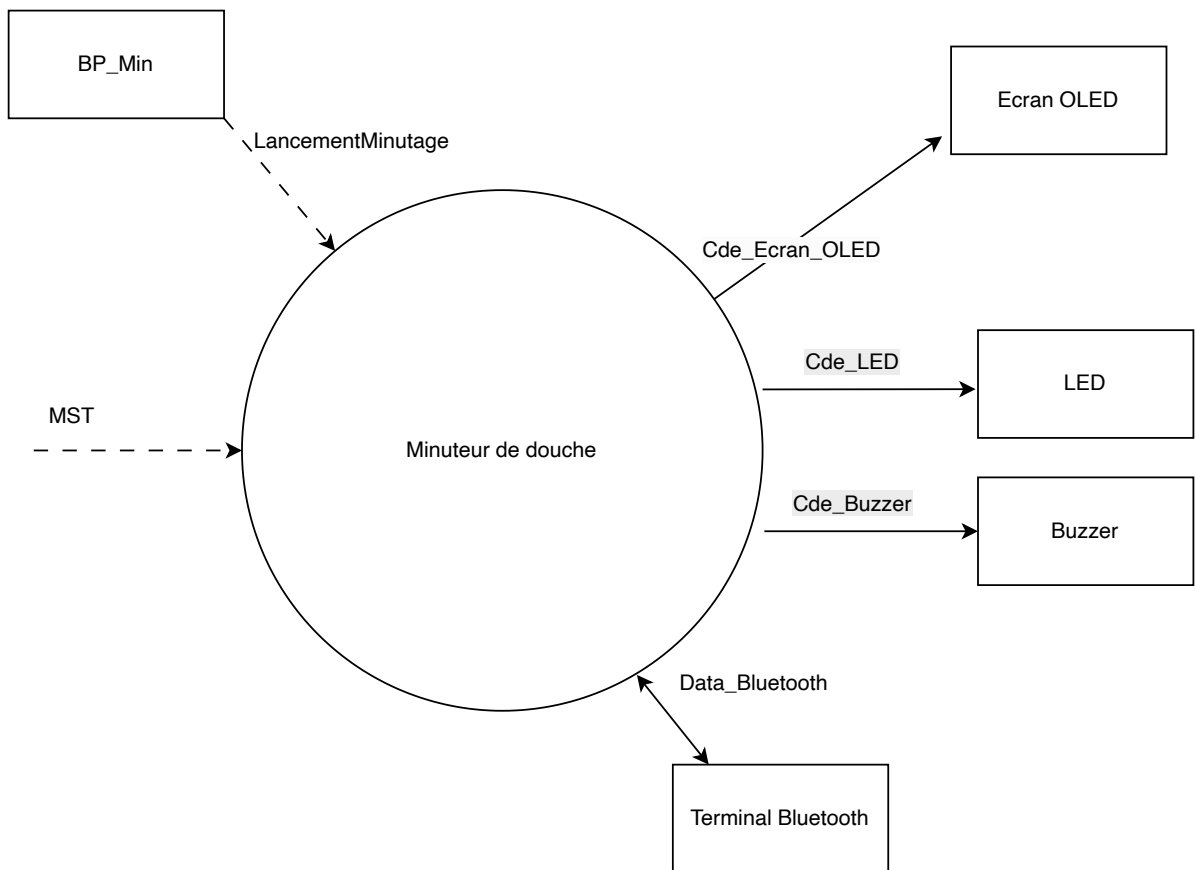 BP_Min
Ecran OLED
LancementMinutage
Cde_Ecran_OLED
Cde_LED
LED
MST
Minuteur de douche
Cde_Buzzer
Buzzer
Data_Bluetooth
Terminal Bluetooth